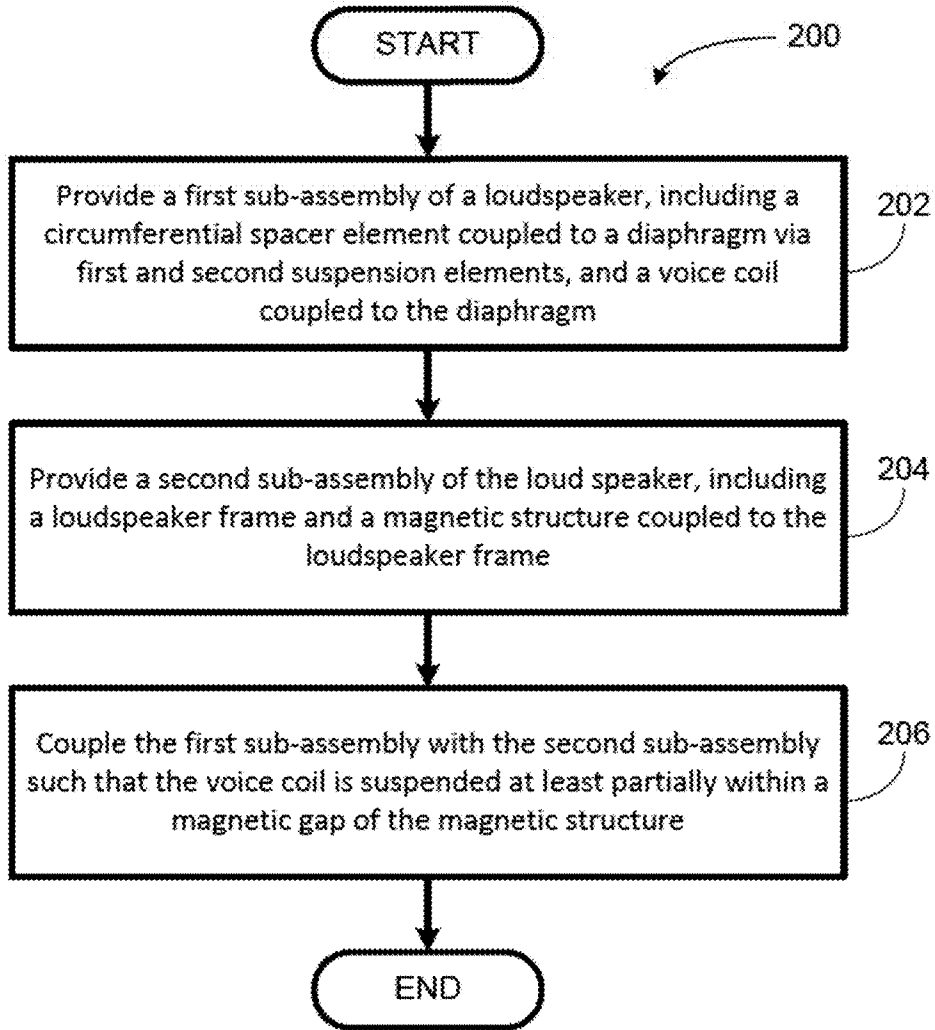 START
200
Provide a first sub-assembly of a loudspeaker, including a
circumferential spacer element coupled to a diaphragm via
first and second suspension elements, and a voice coil
coupled to the diaphragm
202
Provide a second sub-assembly of the loud speaker, including
a loudspeaker frame and a magnetic structure coupled to the
loudspeaker frame
204
Couple the first sub-assembly with the second sub-assembly
such that the voice coil is suspended at least partially within a
magnetic gap of the magnetic structure
206
END